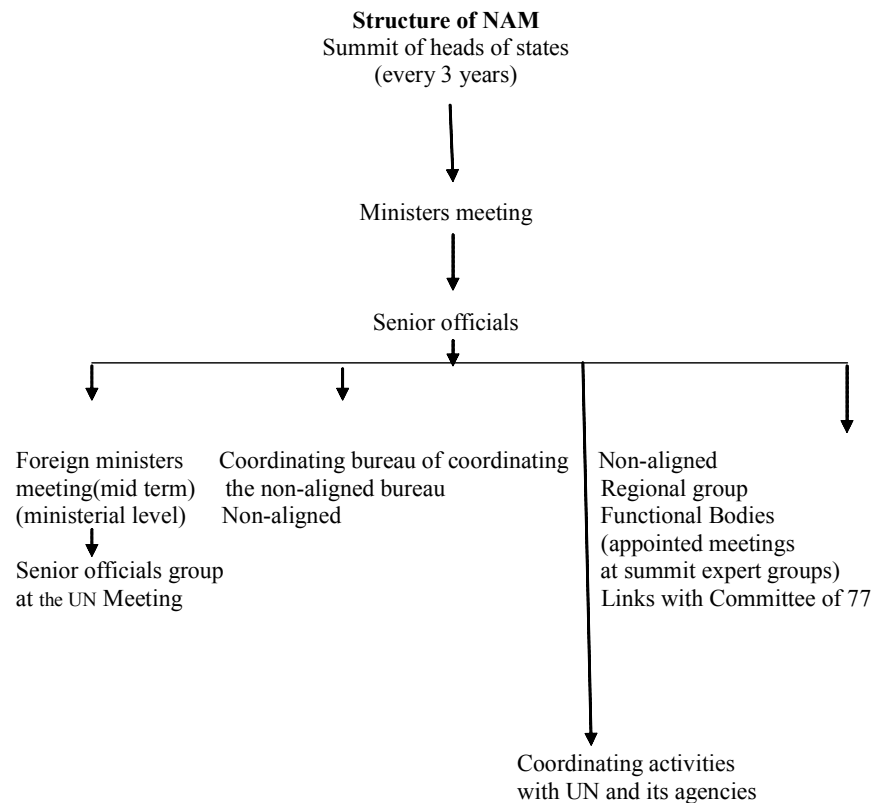 Structure of NAM
Summit of heads of states
(every 3 years)
Ministers meeting
Senior officials
Foreign ministers
meeting(mid term)
(ministerial level)
Senior officials group
at the UN Meeting
Coordinating bureau of coordinating
the non-aligned bureau
Non-aligned
Non-aligned
Regional group
Functional Bodies
(appointed meetings
at summit expert groups)
Links with Committee of 77
Coordinating activities
with UN and its agencies